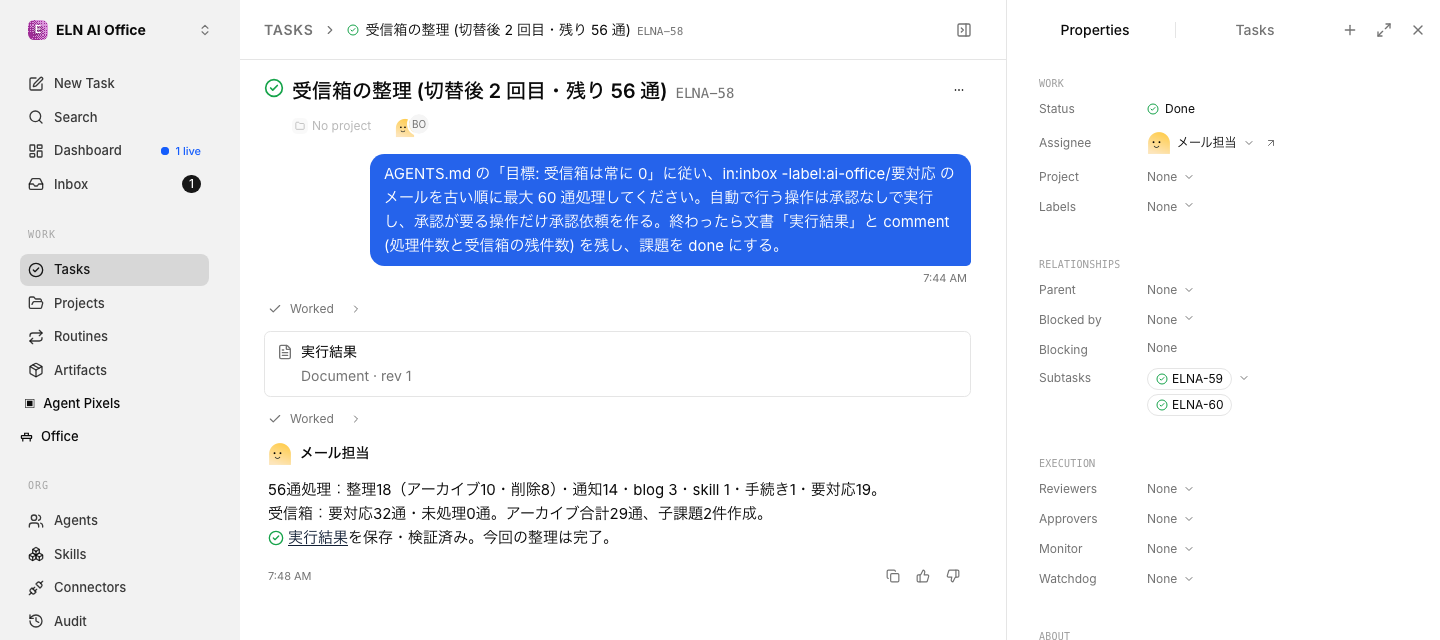 ELN AI Office
New Task
Search
Dashboard
1 live
Inbox
1
WORK
Tasks
Projects
Routines
Artifacts
Agent Pixels
Office
ORG
Agents
Skills
Connectors
Audit
TASKS
受信箱の整理 (切替後 2 回目・残り 56 通) ELNA-58
受信箱の整理 (切替後 2 回目・残り 56 通) ELNA-58
No project
BO
AGENTS.md の「目標: 受信箱は常に 0」に従い、in:inbox -label:ai-office/要対応 の
メールを古い順に最大 60 通処理してください。自動で行う操作は承認なしで実行
し、承認が要る操作だけ承認依頼を作る。終わったら文書「実行結果」と comment
(処理件数と受信箱の残件数) を残し、課題を done にする。
7:44 AM
Worked
実行結果
Document · rev 1
Worked
メール担当
56通処理：整理18（アーカイブ10・削除8）・通知14・blog 3・skill 1・手続き1・要対応19。
受信箱：要対応32通・未処理0通。アーカイブ合計29通、子課題2件作成。
実行結果を保存・検証済み。今回の整理は完了。
7:48 AM
Properties
Tasks
WORK
Status
Done
Assignee
メール担当
Project
None
Labels
None
RELATIONSHIPS
Parent
None
Blocked by
None
Blocking
None
Subtasks
ELNA-59
ELNA-60
EXECUTION
Reviewers
None
Approvers
None
Monitor
None
Watchdog
None
ABOUT